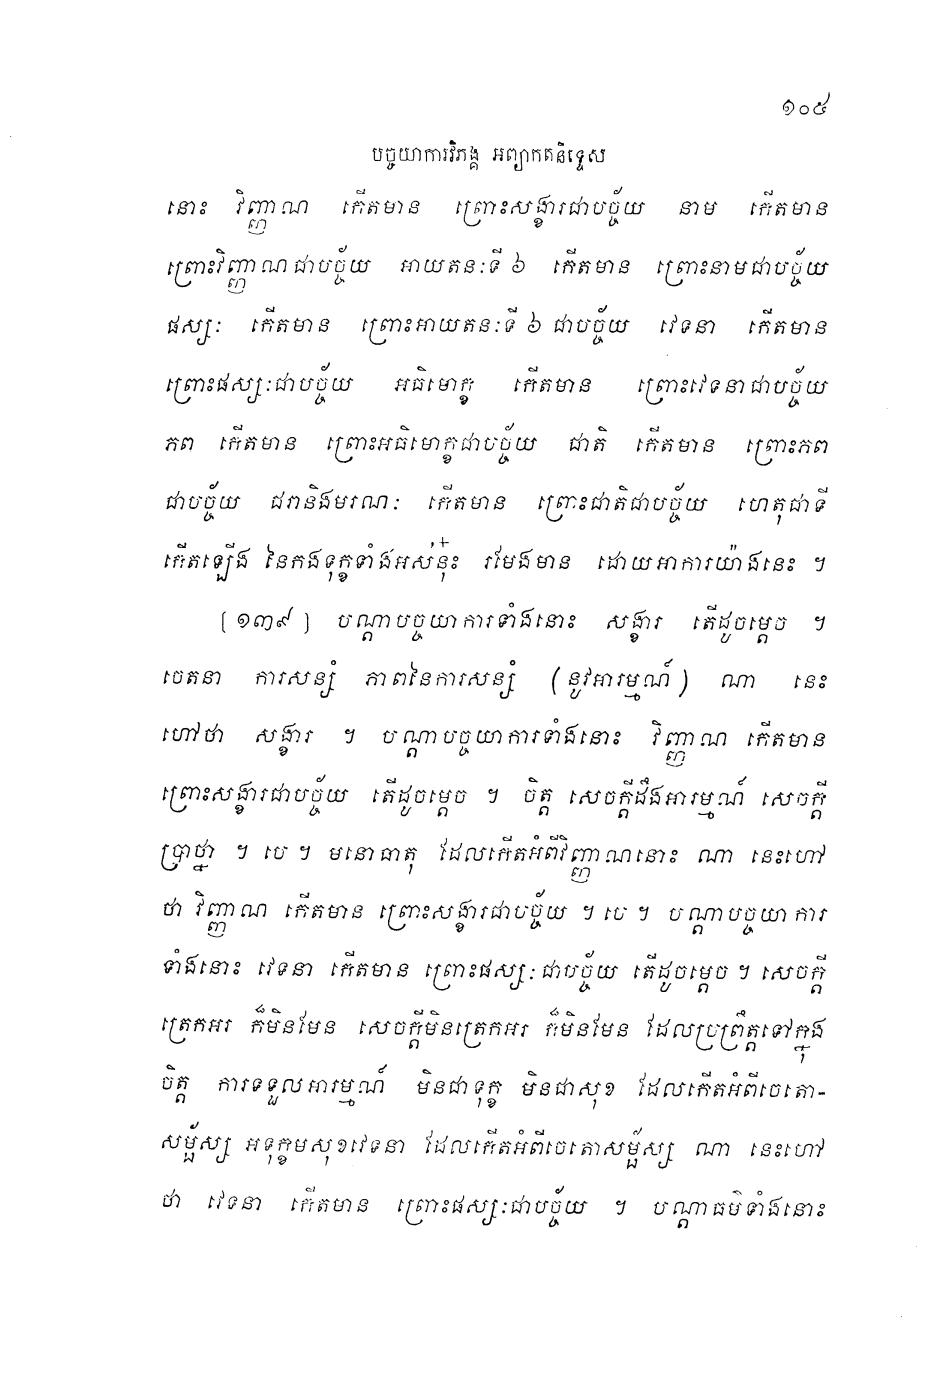 ១០៥
បច្ចយាការវិភង្គ អព្យាកតនិទ្ទេស
នោះ វិញ្ញាណ កើតមាន ព្រោះសង្ខារជាបច្ច័យ នាម កើតមាន
ព្រោះវិញ្ញាណជាបច្ច័យ អាយតនៈទី ៦ កើតមាន ព្រោះនាមជាបច្ច័យ
ផស្សៈ កើតមាន ព្រោះអាយតនៈទី ៦ ជាបច្ច័យ វេទនា កើតមាន
ព្រោះផស្សៈជាបច្ច័យ អធិមោក្ខ កើតមាន ព្រោះវេទនាជាបច្ច័យ
ភព កើតមាន ព្រោះអធិមោក្ខជាបច្ច័យ ជាតិ កើតមាន ព្រោះភព
ជាបច្ច័យ ជរានិងមរណៈ កើតមាន ព្រោះជាតិជាបច្ច័យ ហេតុជាទី
កើតឡើង នៃកងទុក្ខទាំងអស់នុ៎ះ រមែងមាន ដោយអាការយ៉ាងនេះ ។
[១៣៩] បណ្តាបច្ចយាការទាំងនោះ សង្ខារ តើដូចម្តេច ។
ចេតនា ការសន្សំ ភាពនៃការសន្សំ (នូវអារម្មណ៍) ណា នេះ
ហៅថា សង្ខារ ។ បណ្តាបច្ចយាការទាំងនោះ វិញ្ញាណ កើតមាន
ព្រោះសង្ខារជាបច្ច័យ តើដូចម្តេច ។ ចិត្ត សេចក្តីដឹងអារម្មណ៍ សេចក្តី
ប្រាថ្នា ។ បេ ។ មនោធាតុ ដែលកើតអំពីវិញ្ញាណនោះ ណា នេះហៅ
ថា វិញ្ញាណ កើតមាន ព្រោះសង្ខារជាបច្ច័យ ។ បេ ។ បណ្តាបច្ចយាការ
ទាំងនោះ វេទនា កើតមាន ព្រោះផស្សៈជាបច្ច័យ តើដូចម្តេច ។ សេចក្តី
ត្រេកអរ ក៏មិនមែន សេចក្តីមិនត្រេកអរ ក៏មិនមែន ដែលប្រព្រឹត្តទៅក្នុង
ចិត្ត ការទទួលអារម្មណ៍ មិនជាទុក្ខ មិនជាសុខ ដែលកើតអំពីចេតោ-
សម្ផ័ស្ស អទុក្ខមសុខវេទនា ដែលកើតអំពីចេតោសម្ផ័ស្ស ណា នេះហៅ
ថា វេទនា កើតមាន ព្រោះផស្សៈជាបច្ច័យ ។ បណ្តាធម៌ទាំងនោះ